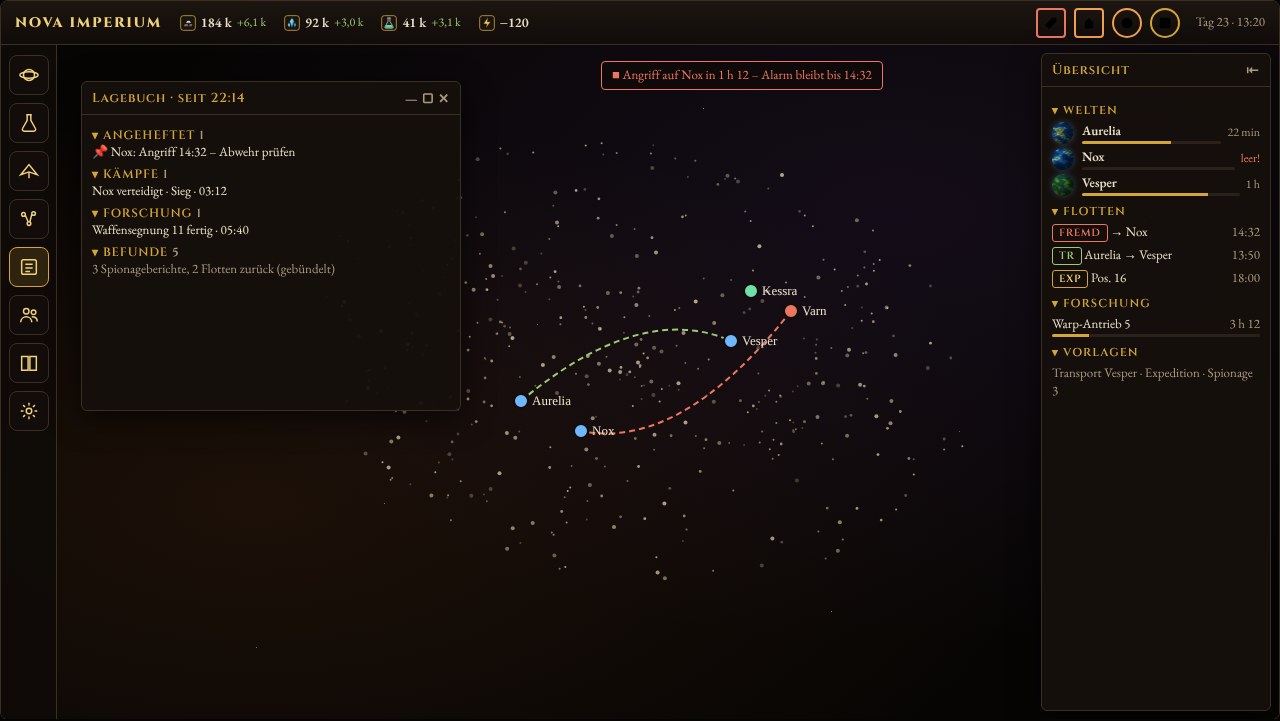 NOVA IMPERIUM
184 k +6,1 k
92 k +3,0 k
41 k +3,1 k
−120
Tag 23 · 13:20
Angriff auf Nox in 1 h 12 – Alarm bleibt bis 14:32
LAGEBUCH · SEIT 22:14
▾ ANGEHEFTET 1
📌 Nox: Angriff 14:32 – Abwehr prüfen
▾ KÄMPFE 1
Nox verteidigt · Sieg · 03:12
▾ FORSCHUNG 1
Waffensegnung 11 fertig · 05:40
▾ BEFUNDE 5
3 Spionageberichte, 2 Flotten zurück (gebündelt)
Kessra
Varn
Vesper
Aurelia
Nox
ÜBERSICHT
▾ WELTEN
Aurelia 22 min
Nox leer!
Vesper 1 h
▾ FLOTTEN
FREMD → Nox 14:32
TR Aurelia → Vesper 13:50
EXP Pos. 16 18:00
▾ FORSCHUNG
Warp-Antrieb 5 3 h 12
▾ VORLAGEN
Transport Vesper · Expedition · Spionage
3